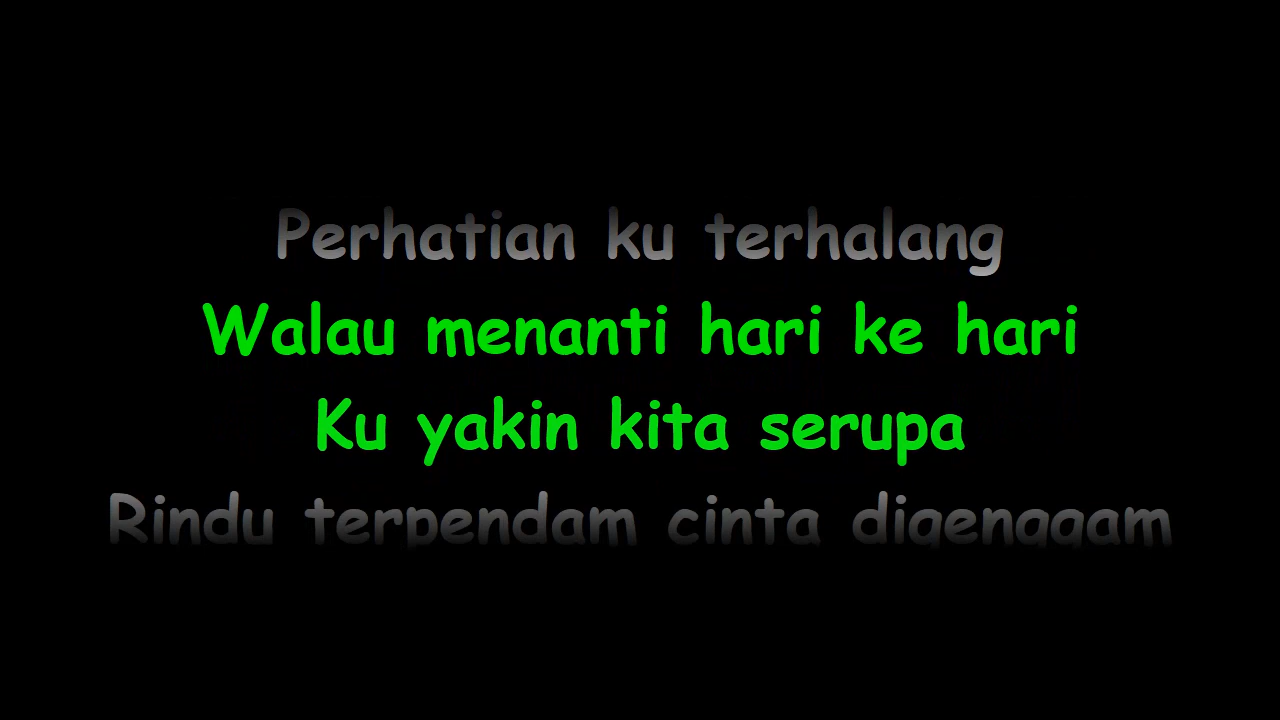 Perhatian ku terhalang
Walau menanti hari ke hari
Ku yakin kita serupa
Rindu terpendam cinta digenggam